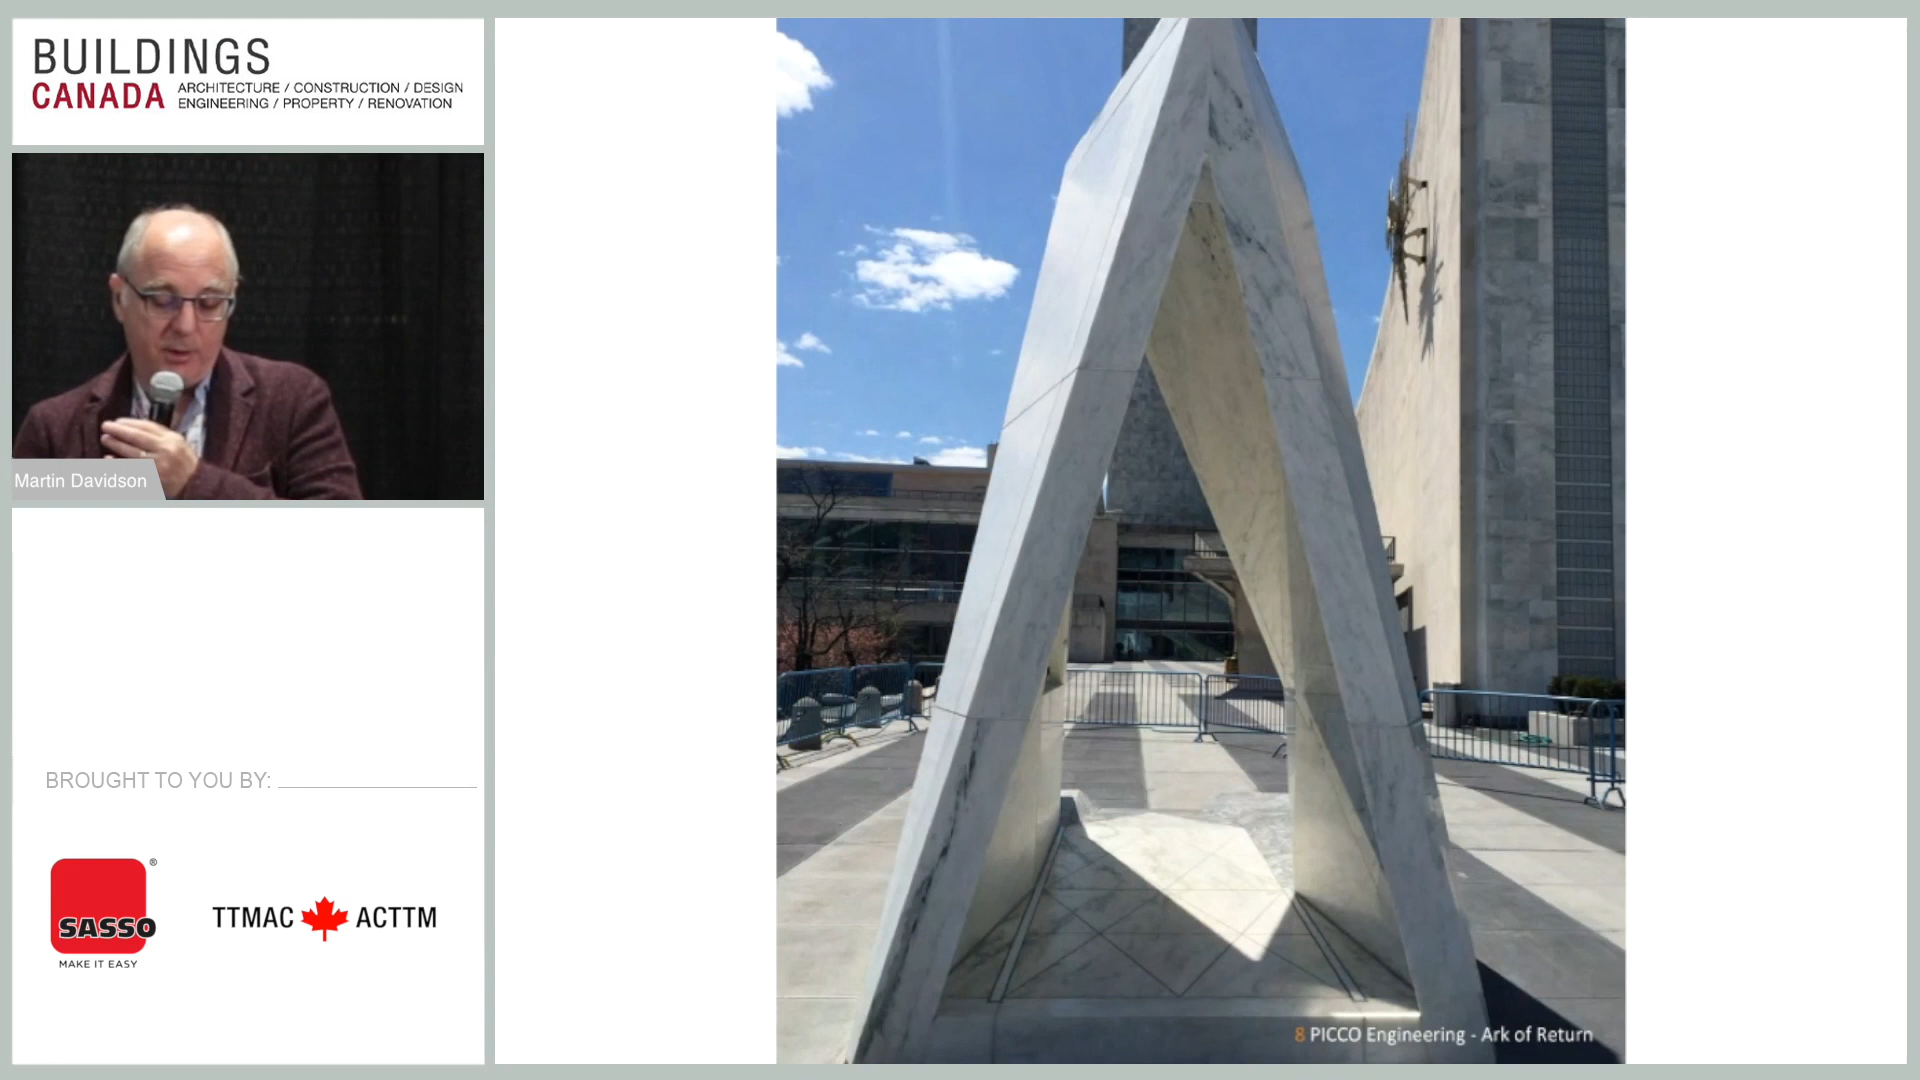 BUILDINGS
CANADA
ARCHITECTURE / CONSTRUCTION / DESIGN
ENGINEERING / PROPERTY / RENOVATION
Martin Davidson
BROUGHT TO YOU BY:
SASSO
®
MAKE IT EASY
TTMAC ACTTM
8 PICCO Engineering - Ark of Return